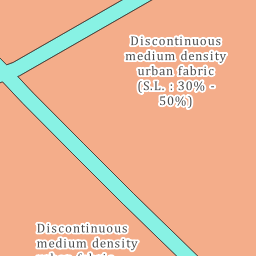 Discontinuous
medium density
urban fabric
(S.L. : 30% -
50%)
Discontinuous
medium density
urban fabric